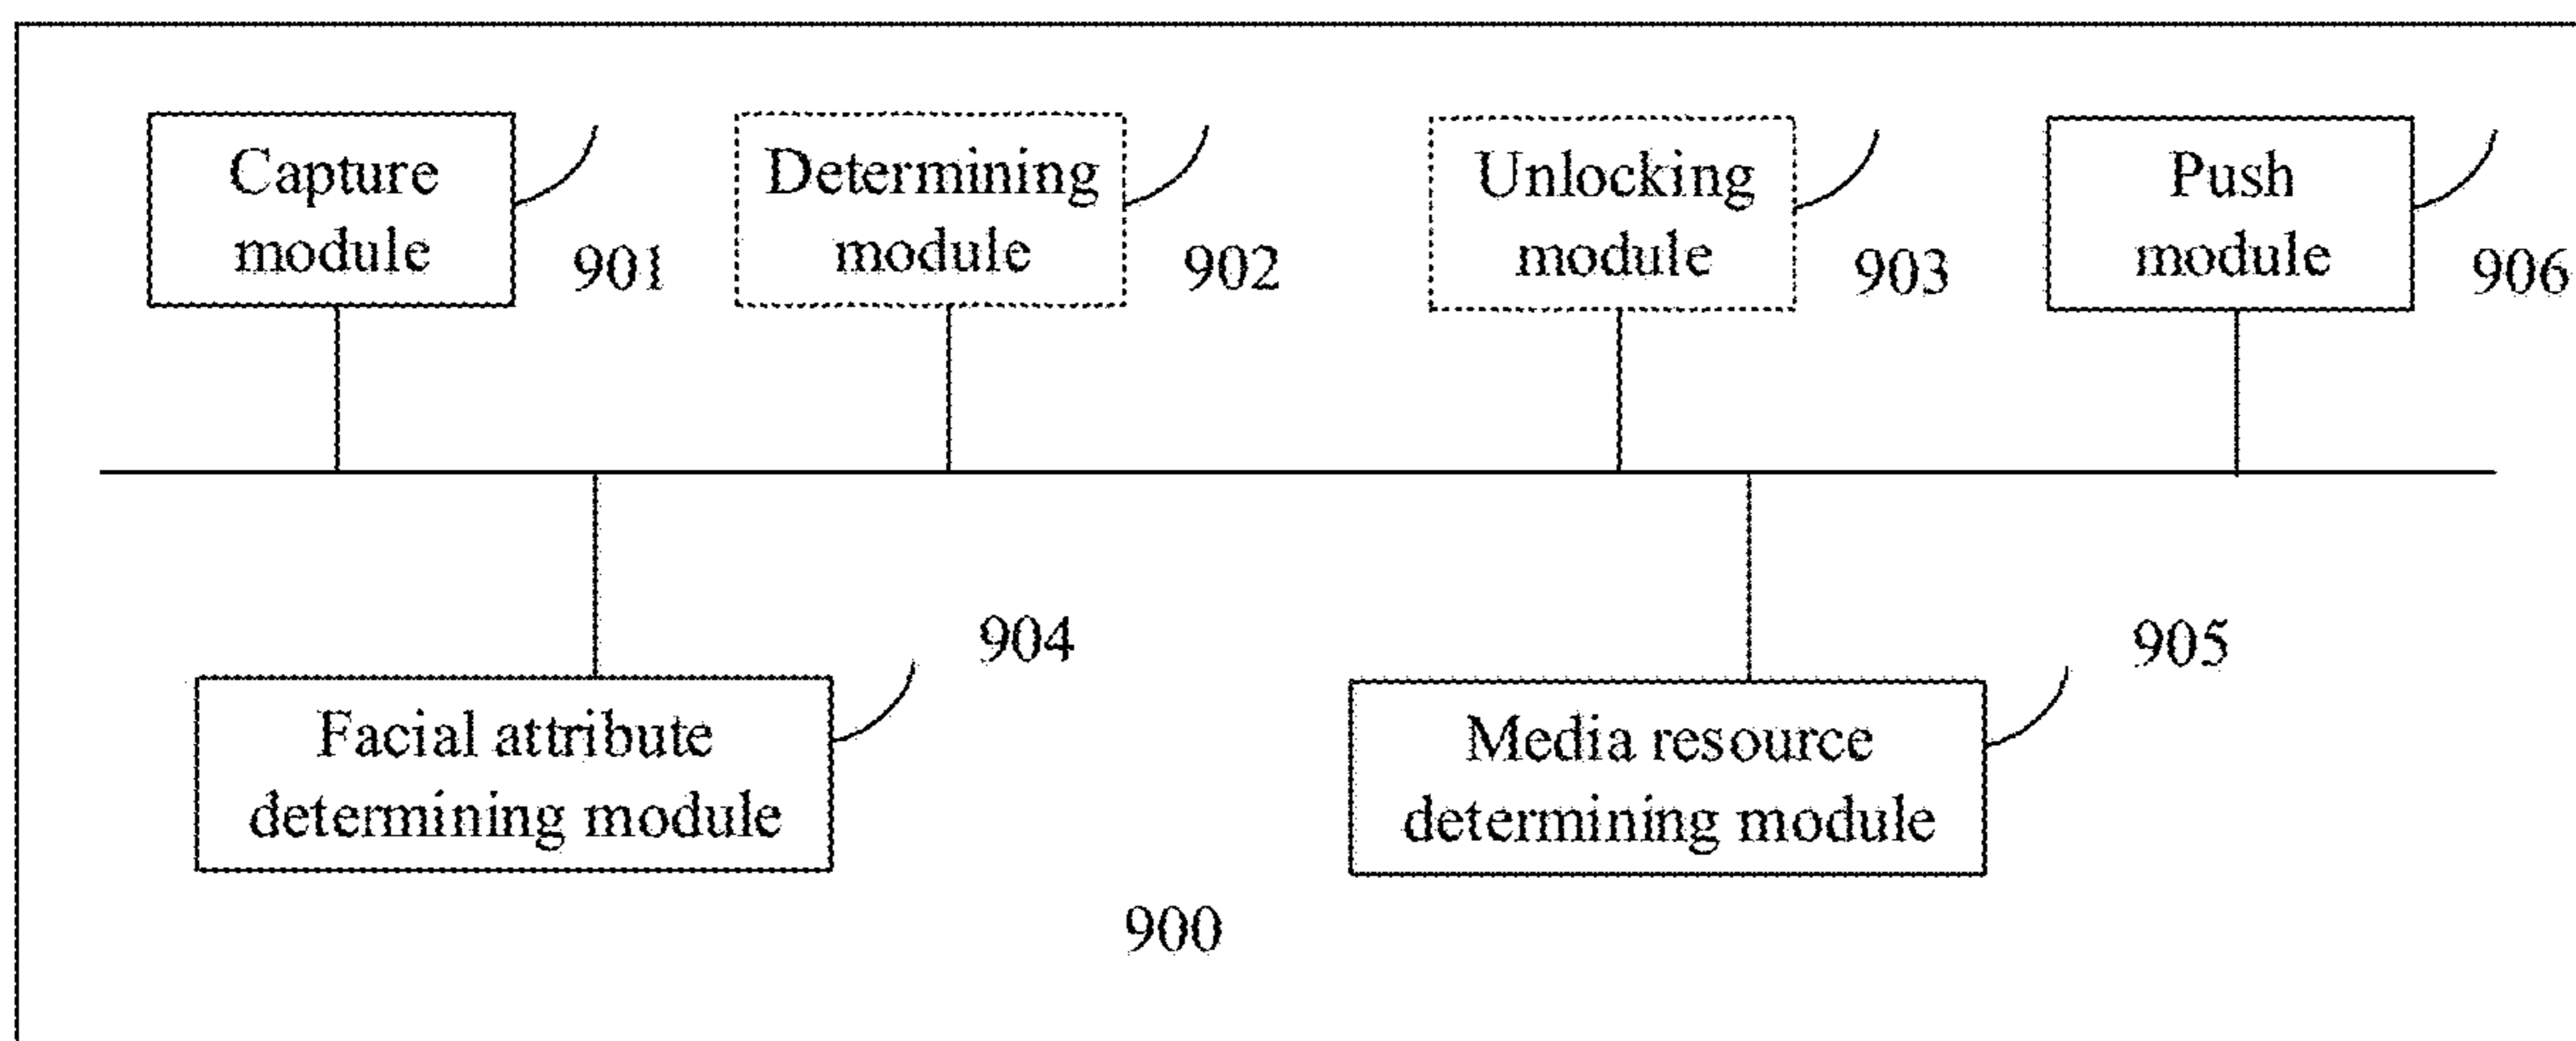 Capture
module
901
Determining
module
902
Unlocking
module
903
Push
module
906
Facial attribute
determining module
904
Media resource
determining module
905
900